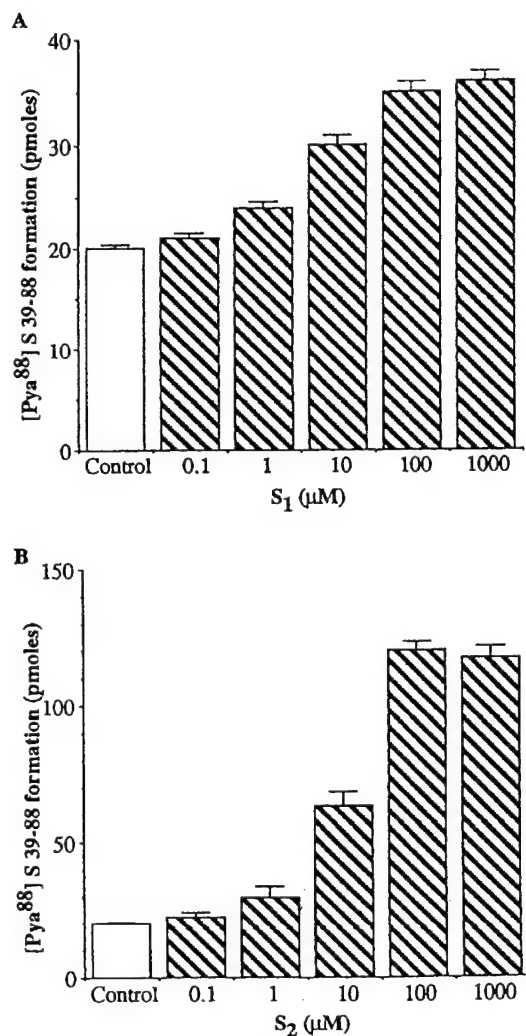 A
[Pya88] S 39-88 formation (pmoles)
40
30
20
10
0
Control 0.1 1 10 100 1000
S1 (μM)
B
[Pya88] S 39-88 formation (pmoles)
150
100
50
0
Control 0.1 1 10 100 1000
S2 (μM)